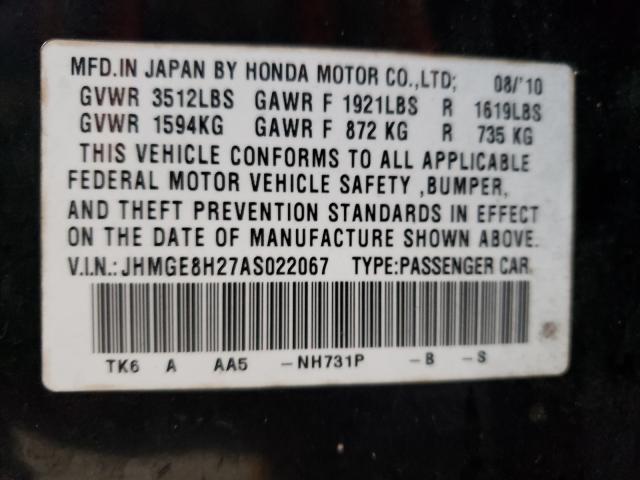 MFD.IN JAPAN BY HONDA MOTOR CO.,LTD; 08/'10
GVWR 3512LBS GAWR F 1921LBS R 1619LBS
GVWR 1594KG GAWR F 872 KG R 735 KG
THIS VEHICLE CONFORMS TO ALL APPLICABLE
FEDERAL MOTOR VEHICLE SAFETY ,BUMPER,
AND THEFT PREVENTION STANDARDS IN EFFECT
ON THE DATE OF MANUFACTURE SHOWN ABOVE.
V.I.N.:JHMGE8H27AS022067 TYPE:PASSENGER CAR
TK6 A AA5 -NH731P -B -S